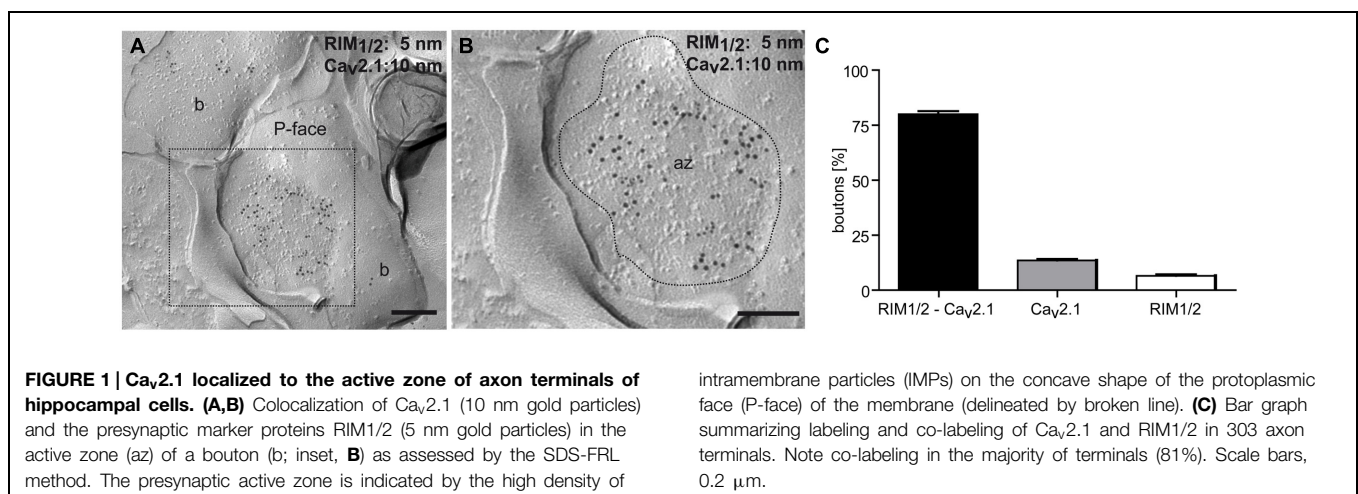 A
RIM1/2: 5 nm
Cav2.1:10 nm
b
P-face
b
B
RIM1/2: 5 nm
Cav2.1:10 nm
az
C
100
75
50
25
0
boutons [%]
RIM1/2 - Cav2.1
Cav2.1
RIM1/2
FIGURE 1 | Cav2.1 localized to the active zone of axon terminals of
hippocampal cells. (A,B) Colocalization of Cav2.1 (10 nm gold particles)
and the presynaptic marker proteins RIM1/2 (5 nm gold particles) in the
active zone (az) of a bouton (b; inset, B) as assessed by the SDS-FRL
method. The presynaptic active zone is indicated by the high density of
intramembrane particles (IMPs) on the concave shape of the protoplasmic
face (P-face) of the membrane (delineated by broken line). (C) Bar graph
summarizing labeling and co-labeling of Cav2.1 and RIM1/2 in 303 axon
terminals. Note co-labeling in the majority of terminals (81%). Scale bars,
0.2 μm.